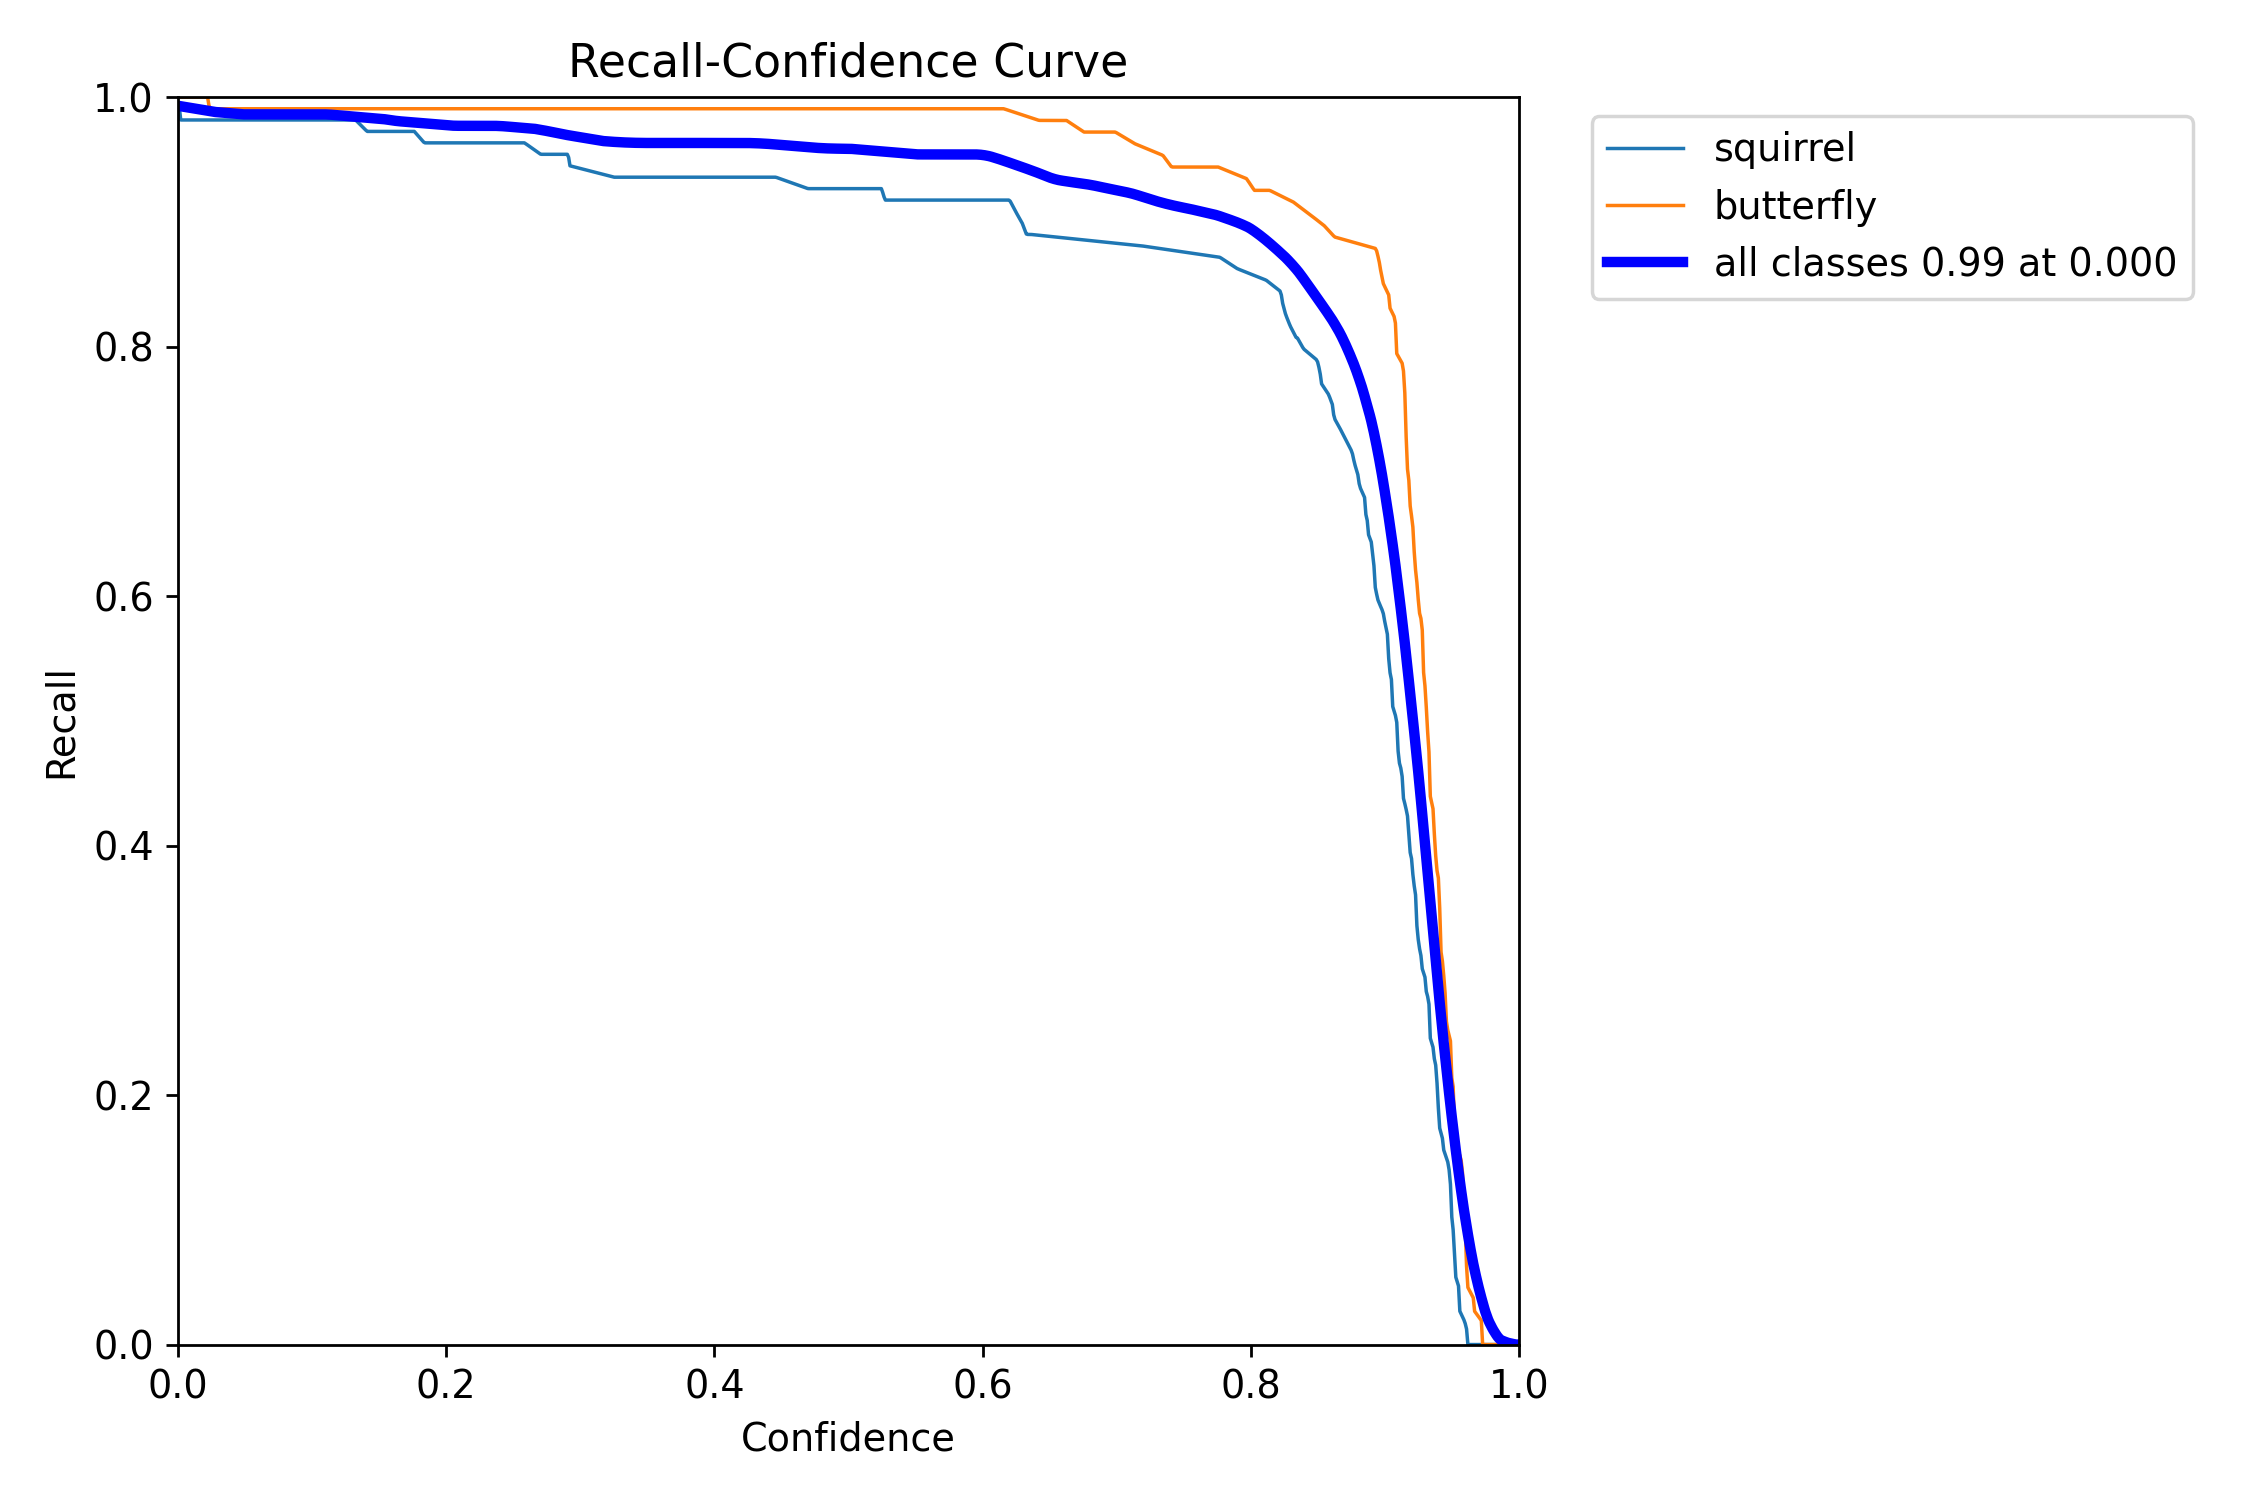 Recall-Confidence Curve
1.0
0.8
0.6
0.4
0.2
0.0
Recall
0.0 0.2 0.4 0.6 0.8 1.0
Confidence
squirrel
butterfly
all classes 0.99 at 0.000